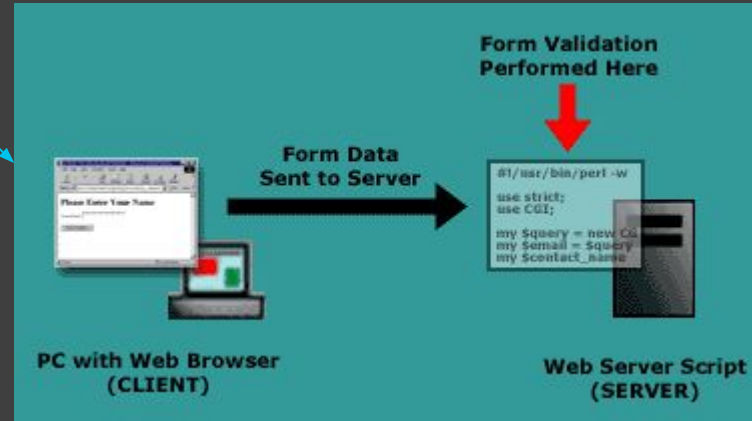 Form Validation
Performed Here
Form Data
Sent to Server
Please Enter Your Name
#!/usr/bin/perl -w
use strict;
use CGI;
my $query = new CG
my $email = $query
my $contact_name
PC with Web Browser
(CLIENT)
Web Server Script
(SERVER)